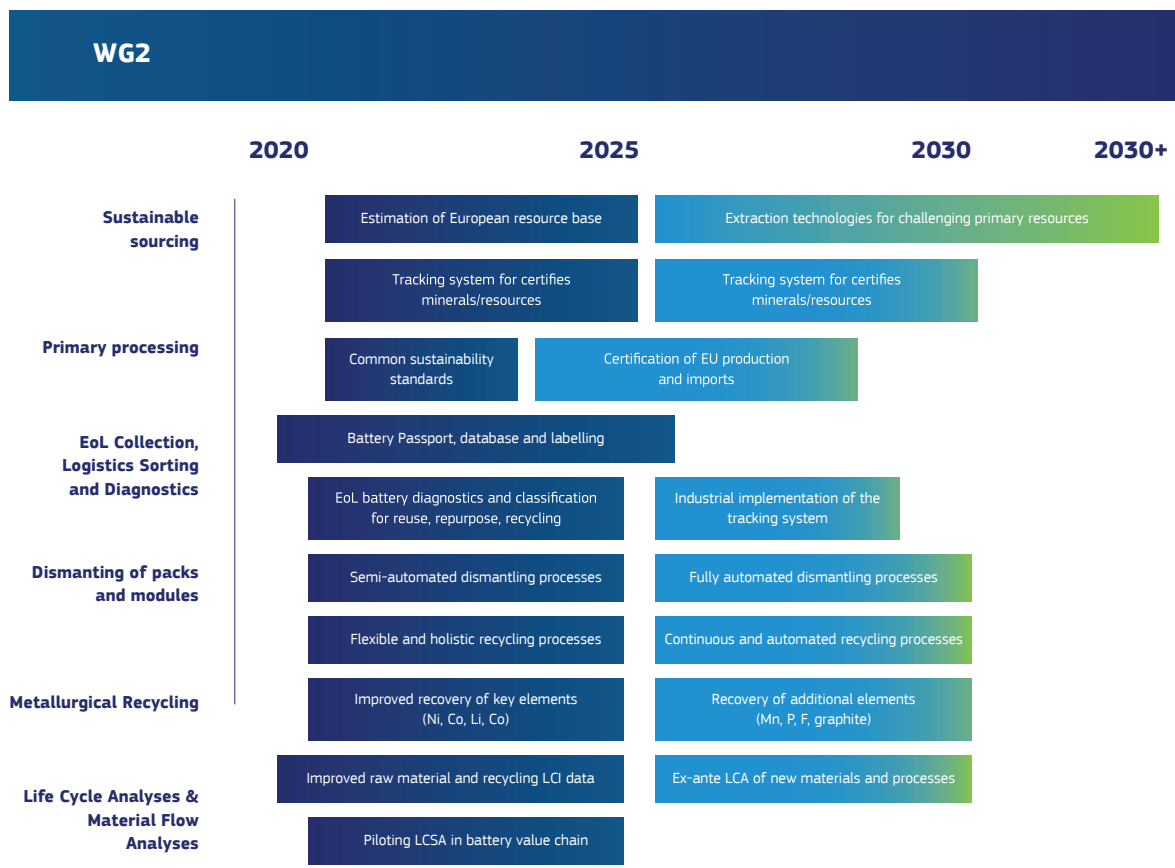 WG2
2020 2025 2030 2030+
Sustainable
sourcing
Estimation of European resource base
Extraction technologies for challenging primary resources
Tracking system for certifies
minerals/resources
Tracking system for certifies
minerals/resources
Primary processing
Common sustainability
standards
Certification of EU production
and imports
EoL Collection,
Logistics Sorting
and Diagnostics
Battery Passport, database and labelling
EoL battery diagnostics and classification
for reuse, repurpose, recycling
Industrial implementation of the
tracking system
Dismanting of packs
and modules
Semi-automated dismantling processes
Fully automated dismantling processes
Flexible and holistic recycling processes
Continuous and automated recycling processes
Metallurgical Recycling
Improved recovery of key elements
(Ni, Co, Li, Co)
Recovery of additional elements
(Mn, P, F, graphite)
Life Cycle Analyses &
Material Flow
Analyses
Improved raw material and recycling LCI data
Ex-ante LCA of new materials and processes
Piloting LCSA in battery value chain